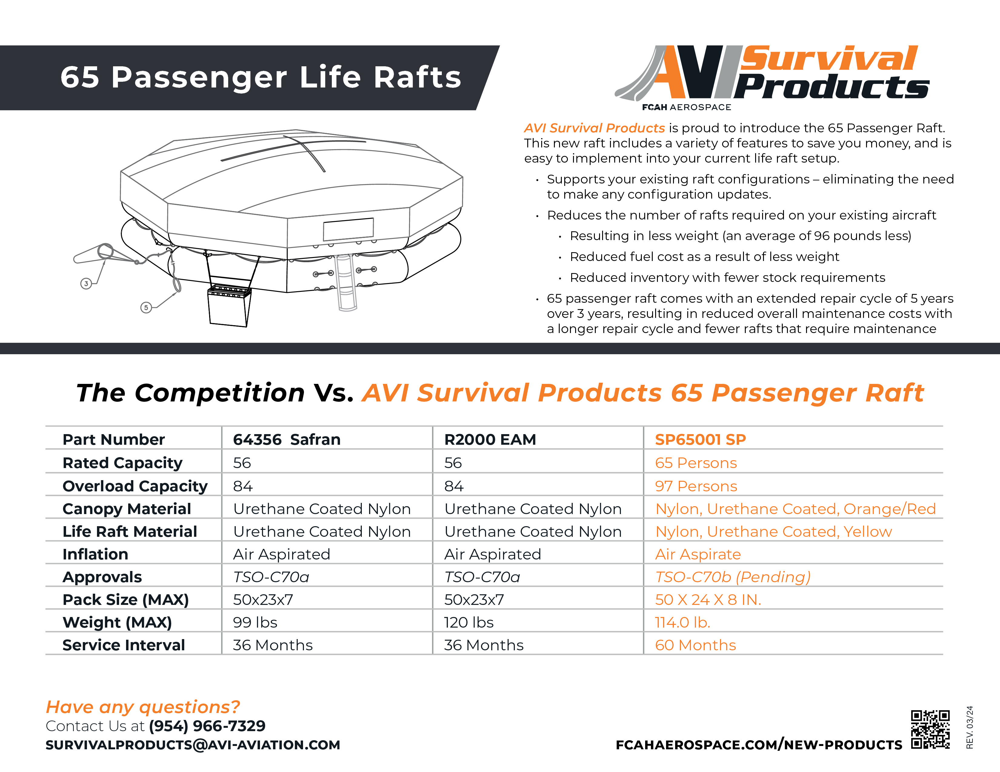 65 Passenger Life Rafts
AVI Survival
Products
FCAH AEROSPACE
AVI Survival Products is proud to introduce the 65 Passenger Raft.
This new raft includes a variety of features to save you money, and is
easy to implement into your current life raft setup.
• Supports your existing raft configurations – eliminating the need
to make any configuration updates.
• Reduces the number of rafts required on your existing aircraft
• Resulting in less weight (an average of 96 pounds less)
• Reduced fuel cost as a result of less weight
• Reduced inventory with fewer stock requirements
• 65 passenger raft comes with an extended repair cycle of 5 years
over 3 years, resulting in reduced overall maintenance costs with
a longer repair cycle and fewer rafts that require maintenance
3
5
The Competition Vs. AVI Survival Products 65 Passenger Raft
Part Number 64356 Safran R2000 EAM SP65001 SP
Rated Capacity 56 56 65 Persons
Overload Capacity 84 84 97 Persons
Canopy Material Urethane Coated Nylon Urethane Coated Nylon Nylon, Urethane Coated, Orange/Red
Life Raft Material Urethane Coated Nylon Urethane Coated Nylon Nylon, Urethane Coated, Yellow
Inflation Air Aspirated Air Aspirated Air Aspirate
Approvals TSO-C70a TSO-C70a TSO-C70b (Pending)
Pack Size (MAX) 50x23x7 50x23x7 50 X 24 X 8 IN.
Weight (MAX) 99 lbs 120 lbs 114.0 lb.
Service Interval 36 Months 36 Months 60 Months
Have any questions?
Contact Us at (954) 966-7329
SURVIVALPRODUCTS@AVI-AVIATION.COM
FCAHAEROSPACE.COM/NEW-PRODUCTS
REV. 03/24